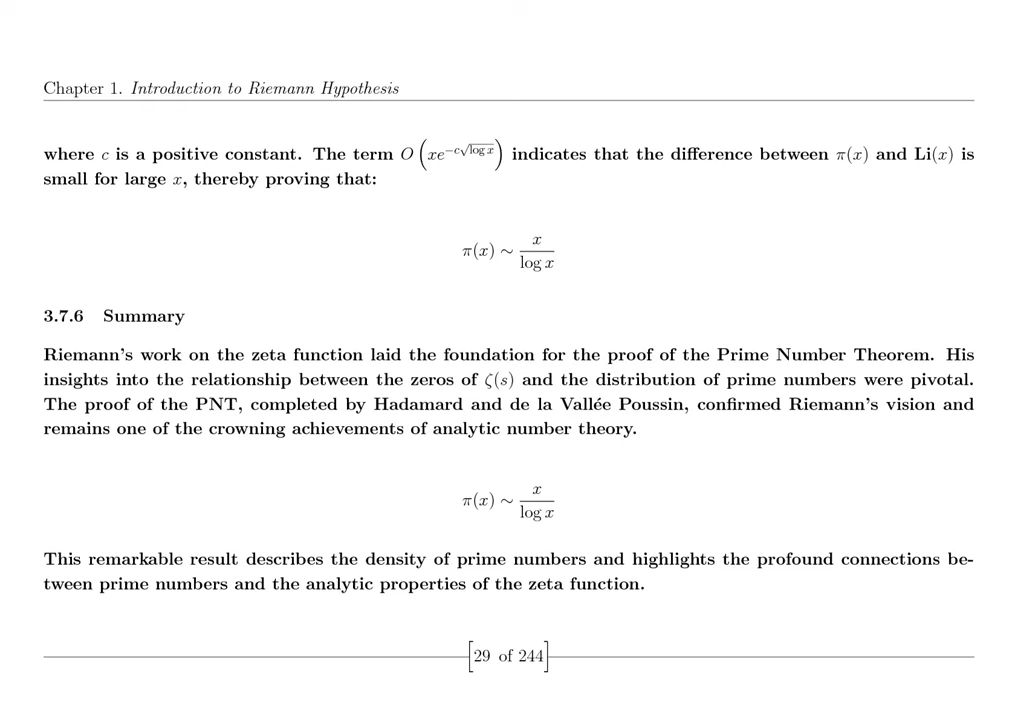 Chapter 1. Introduction to Riemann Hypothesis
where c is a positive constant. The term O(xe^{-c√log x}) indicates that the difference between π(x) and Li(x) is
small for large x, thereby proving that:
π(x) ∼ x / log x
3.7.6 Summary
Riemann's work on the zeta function laid the foundation for the proof of the Prime Number Theorem. His
insights into the relationship between the zeros of ζ(s) and the distribution of prime numbers were pivotal.
The proof of the PNT, completed by Hadamard and de la Vallée Poussin, confirmed Riemann's vision and
remains one of the crowning achievements of analytic number theory.
π(x) ∼ x / log x
This remarkable result describes the density of prime numbers and highlights the profound connections be-
tween prime numbers and the analytic properties of the zeta function.
[29 of 244]